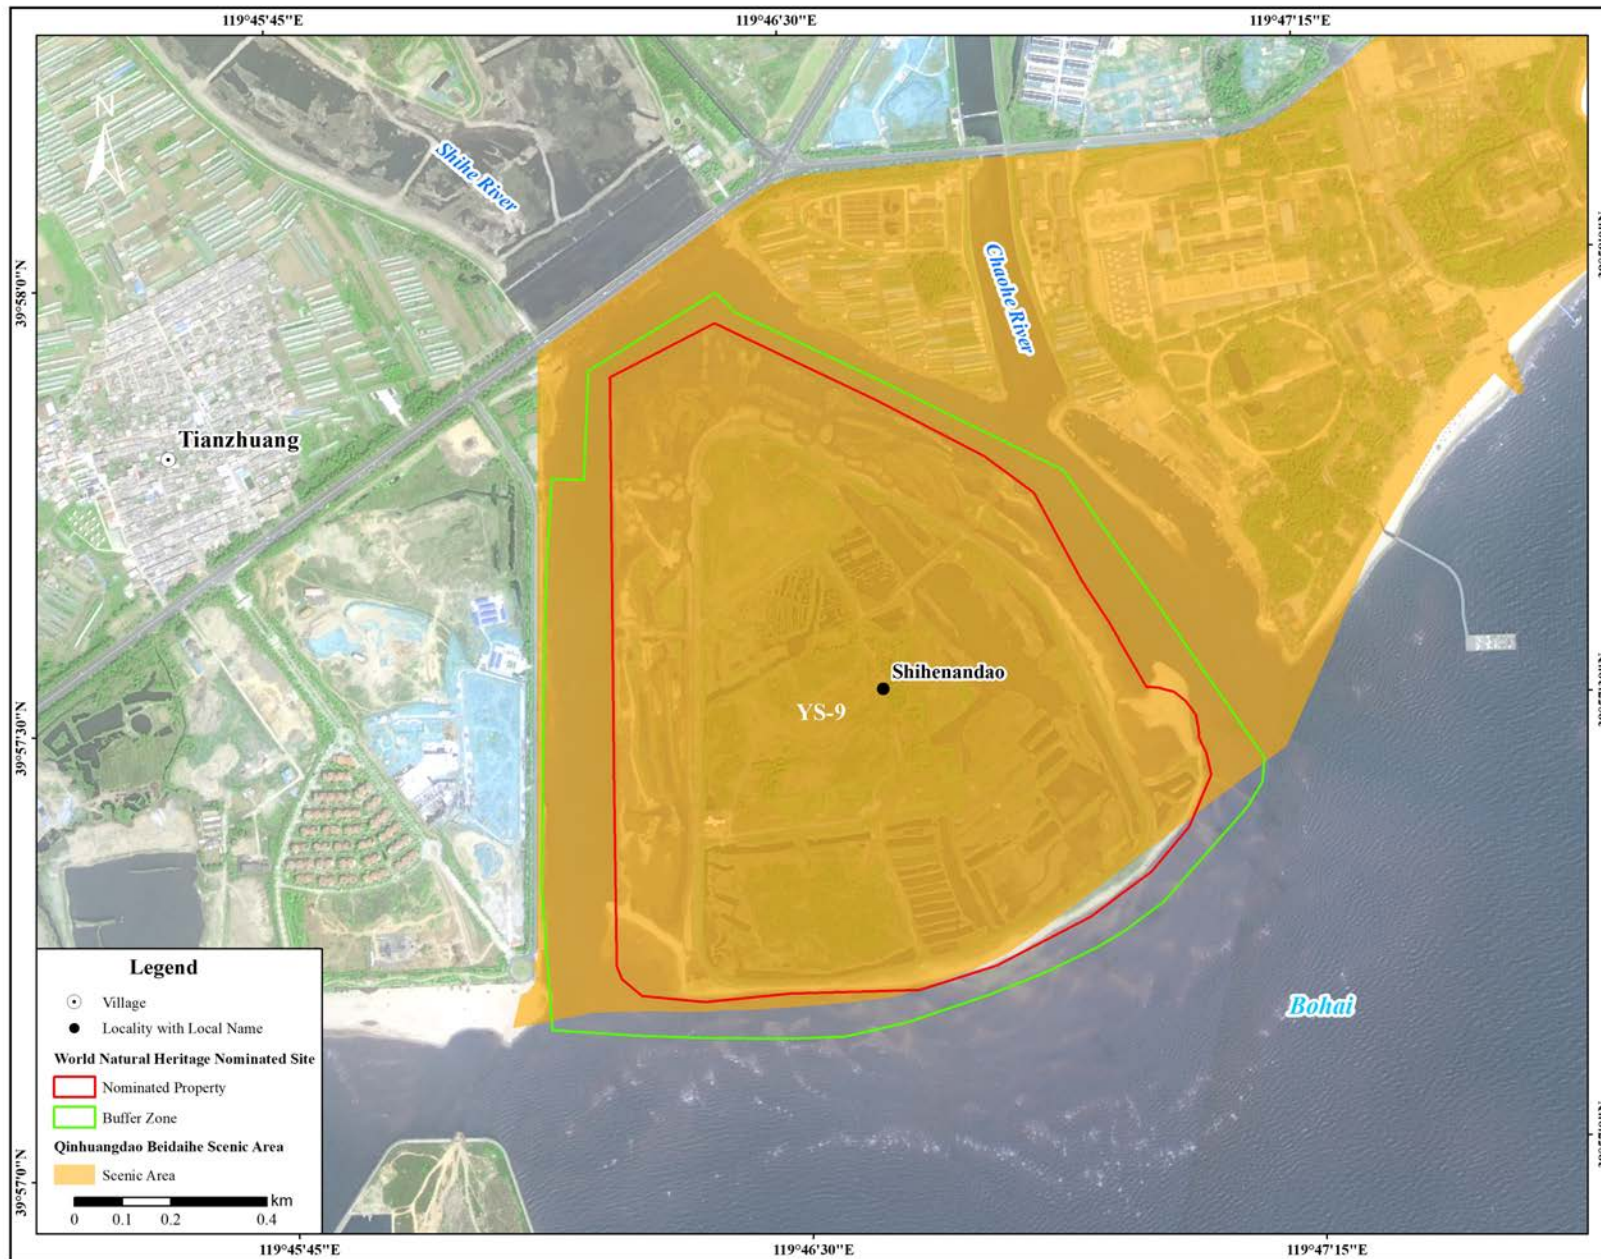 119°45'45"E 119°46'30"E 119°47'15"E
N
Shihe River
Chaohe River
39°58'0"N
Tianzhuang
Shihenandao
YS-9
39°57'30"N
Bohai
Legend
Village
Locality with Local Name
World Natural Heritage Nominated Site
Nominated Property
Buffer Zone
Qinhuangdao Beidaihe Scenic Area
Scenic Area
km
0 0.1 0.2 0.4
39°57'0"N
119°45'45"E 119°46'30"E 119°47'15"E